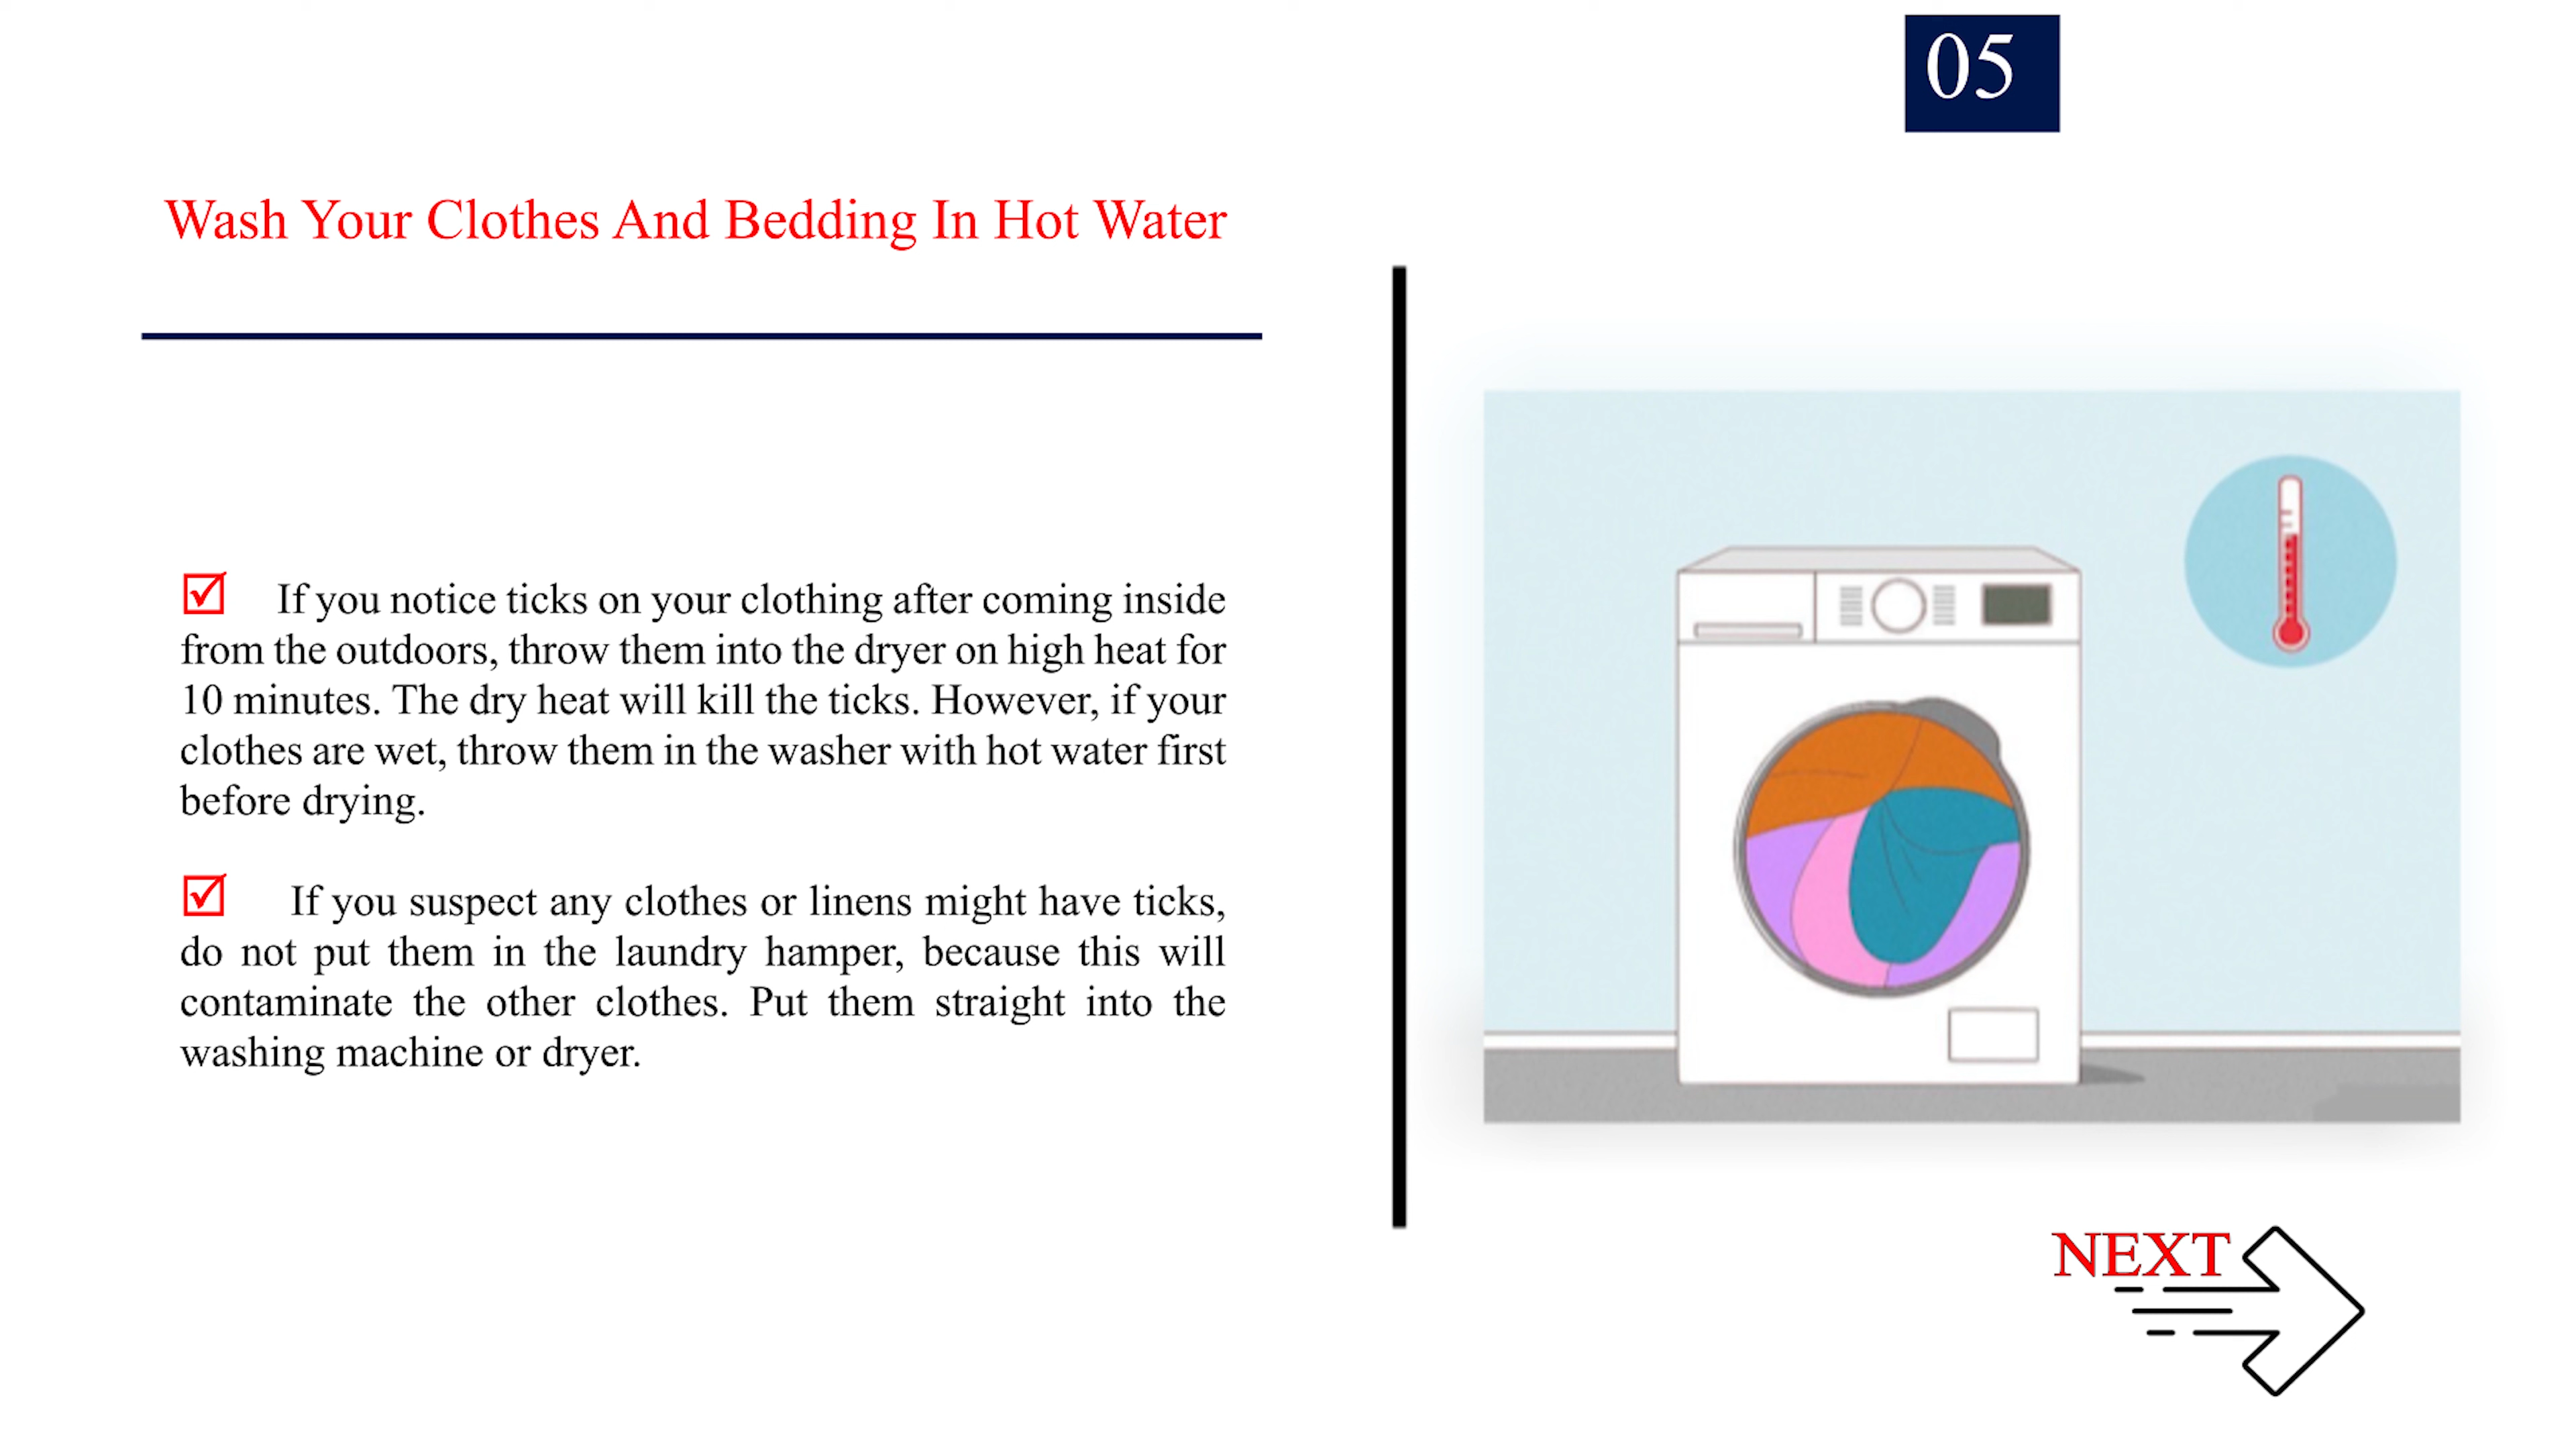 05
Wash Your Clothes And Bedding In Hot Water
If you notice ticks on your clothing after coming inside
from the outdoors, throw them into the dryer on high heat for
10 minutes. The dry heat will kill the ticks. However, if your
clothes are wet, throw them in the washer with hot water first
before drying.
If you suspect any clothes or linens might have ticks,
do not put them in the laundry hamper, because this will
contaminate the other clothes. Put them straight into the
washing machine or dryer.
NEXT